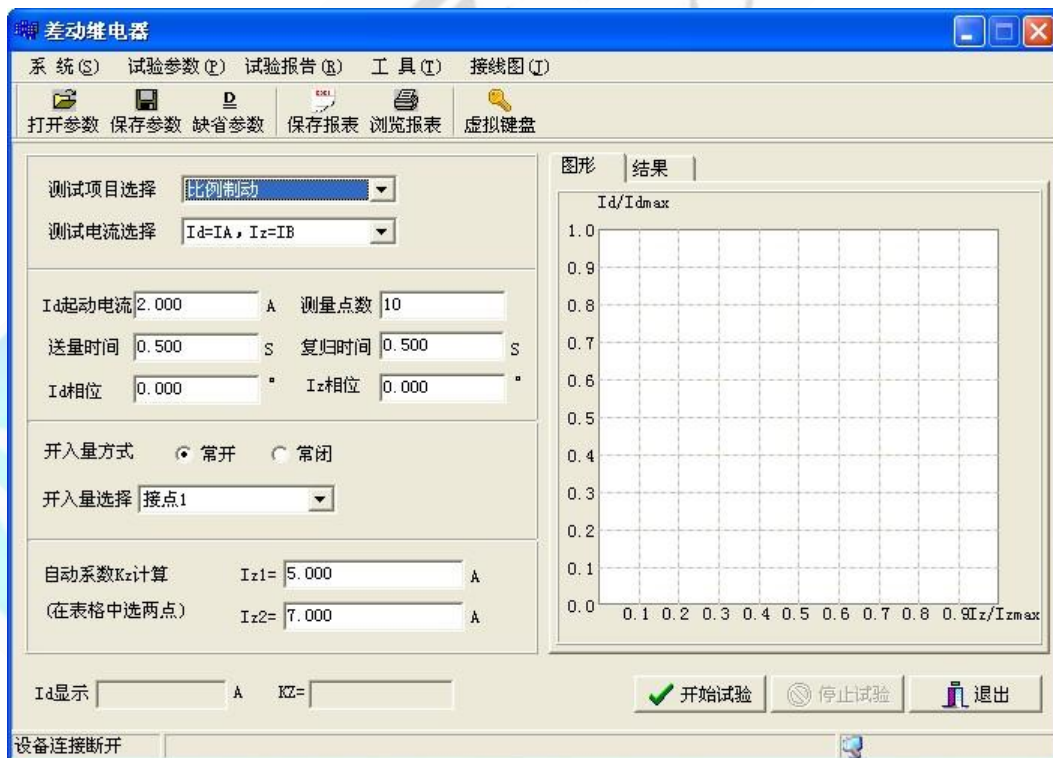 差动继电器
系 统(S) 试验参数(P) 试验报告(R) 工 具(T) 接线图(T)
D EXL
打开参数 保存参数 缺省参数 保存报表 浏览报表 虚拟键盘
测试项目选择 比例制动
测试电流选择 Id=IA，Iz=IB
Id起动电流 2.000 A 测量点数 10
送量时间 0.500 S 复归时间 0.500 S
Id相位 0.000 ° Iz相位 0.000 °
开入量方式 常开 常闭
开入量选择 接点1
自动系数Kz计算 Iz1= 5.000 A
(在表格中选两点) Iz2= 7.000 A
Id显示 A KZ=
图形 结果
Id/Idmax
1.0
0.9
0.8
0.7
0.6
0.5
0.4
0.3
0.2
0.1
0.0
0.1 0.2 0.3 0.4 0.5 0.6 0.7 0.8 0.9 Iz/Izmax
开始试验 停止试验 退出
设备连接断开